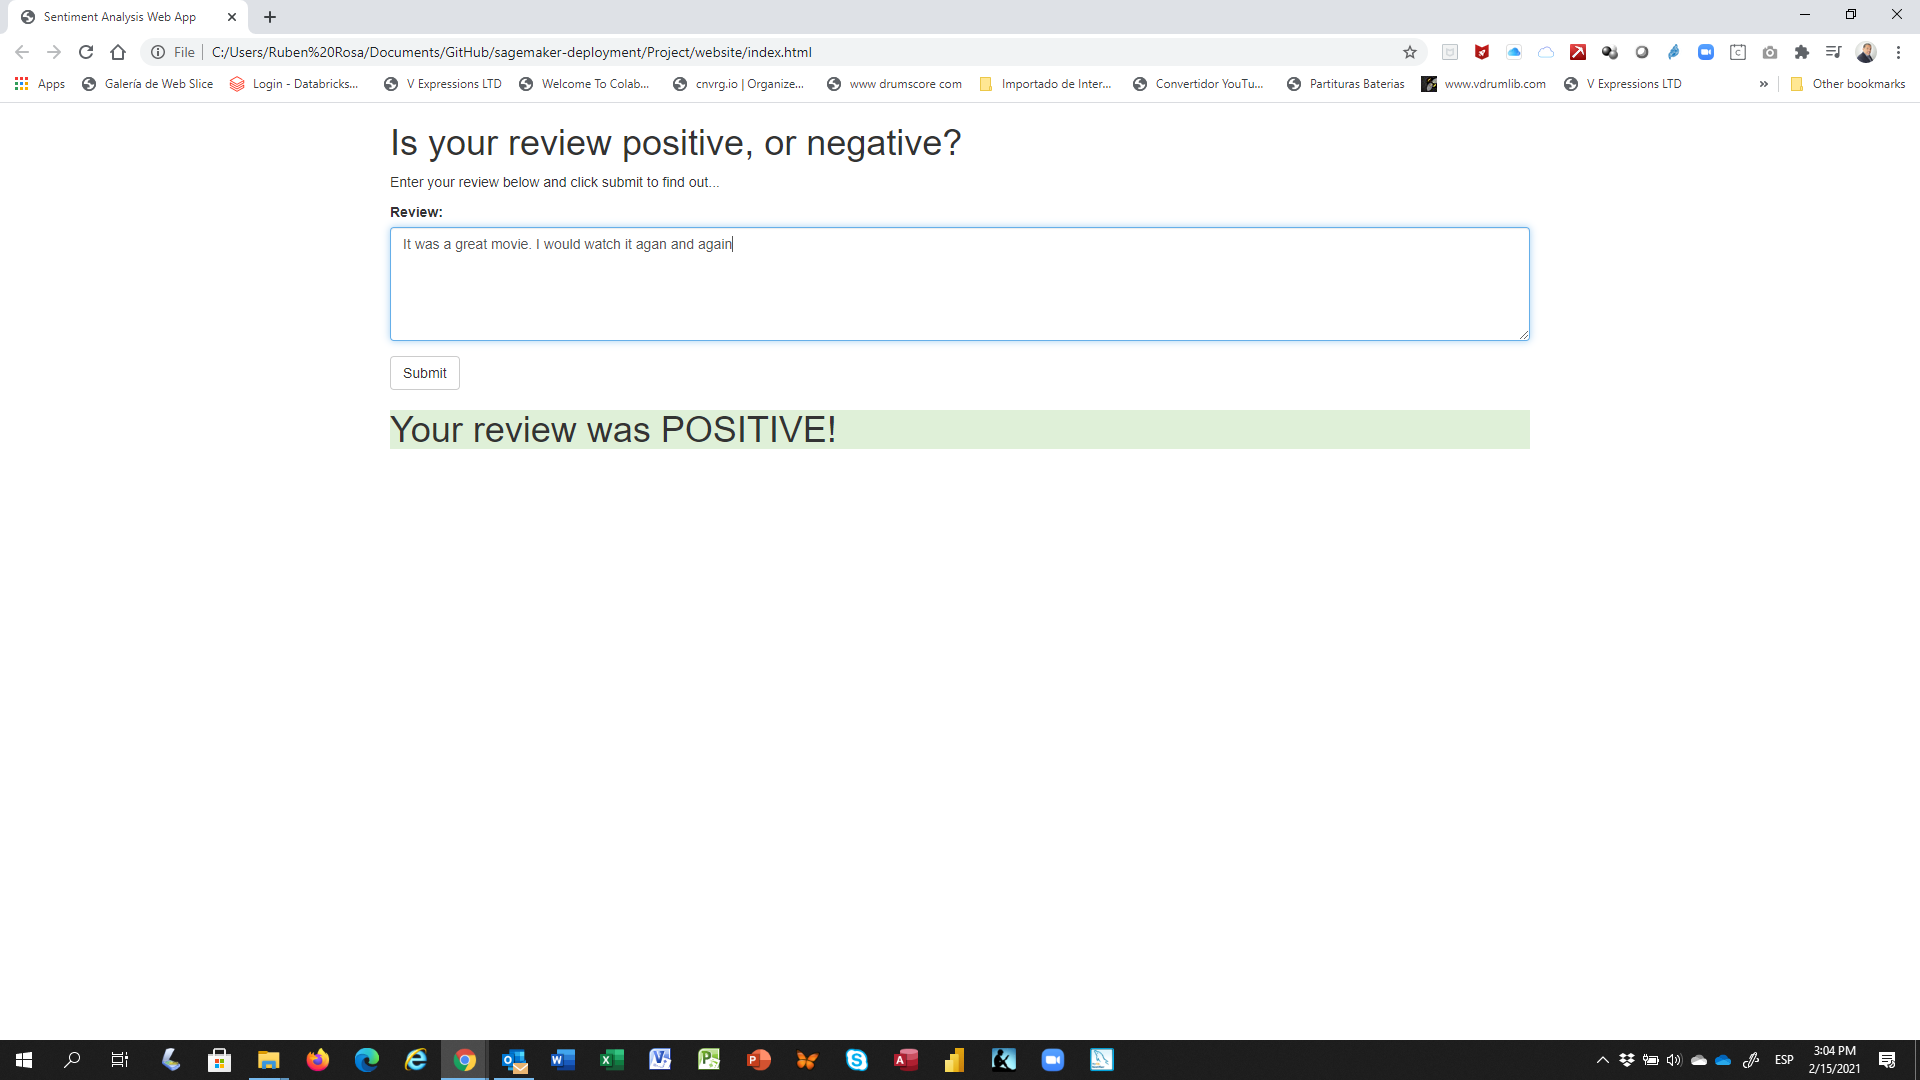 Sentiment Analysis Web App
File C:/Users/Ruben%20Rosa/Documents/GitHub/sagemaker-deployment/Project/website/index.html
Apps Galería de Web Slice Login - Databricks... V Expressions LTD Welcome To Colab... cnvrg.io | Organize... www drumscore com Importado de Inter... Convertidor YouTu... Partituras Baterias www.vdrumlib.com V Expressions LTD » Other bookmarks
Is your review positive, or negative?
Enter your review below and click submit to find out...
Review:
It was a great movie. I would watch it agan and again
Submit
Your review was POSITIVE!
ESP
3:04 PM
2/15/2021